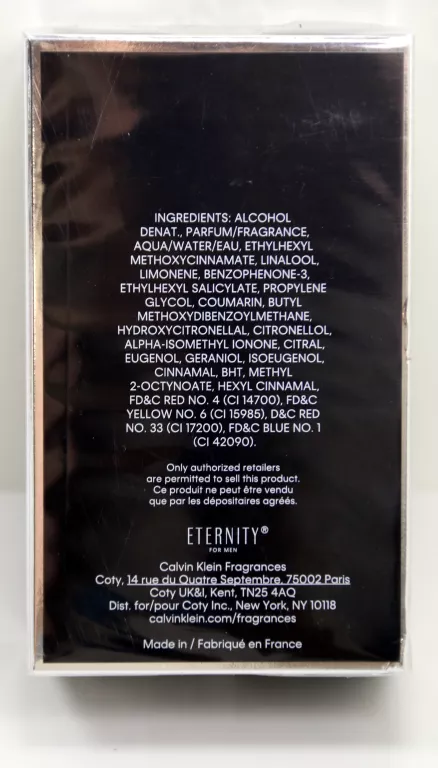 INGREDIENTS: ALCOHOL
DENAT., PARFUM/FRAGRANCE,
AQUA/WATER/EAU, ETHYLHEXYL
METHOXYCINNAMATE, LINALOOL,
LIMONENE, BENZOPHENONE-3,
ETHYLHEXYL SALICYLATE, PROPYLENE
GLYCOL, COUMARIN, BUTYL
METHOXYDIBENZOYLMETHANE,
HYDROXYCITRONELLAL, CITRONELLOL,
ALPHA-ISOMETHYL IONONE, CITRAL,
EUGENOL, GERANIOL, ISOEUGENOL,
CINNAMAL, BHT, METHYL
2-OCTYNOATE, HEXYL CINNAMAL,
FD&C RED NO. 4 (CI 14700), FD&C
YELLOW NO. 6 (CI 15985), D&C RED
NO. 33 (CI 17200), FD&C BLUE NO. 1
(CI 42090).
Only authorized retailers
are permitted to sell this product.
Ce produit ne peut être vendu
que par les dépositaires agréés.
ETERNITY®
FOR MEN
Calvin Klein Fragrances
Coty, 14 rue du Quatre Septembre, 75002 Paris
Coty UK&I, Kent, TN25 4AQ
Dist. for/pour Coty Inc., New York, NY 10118
calvinklein.com/fragrances
Made in / Fabriqué en France